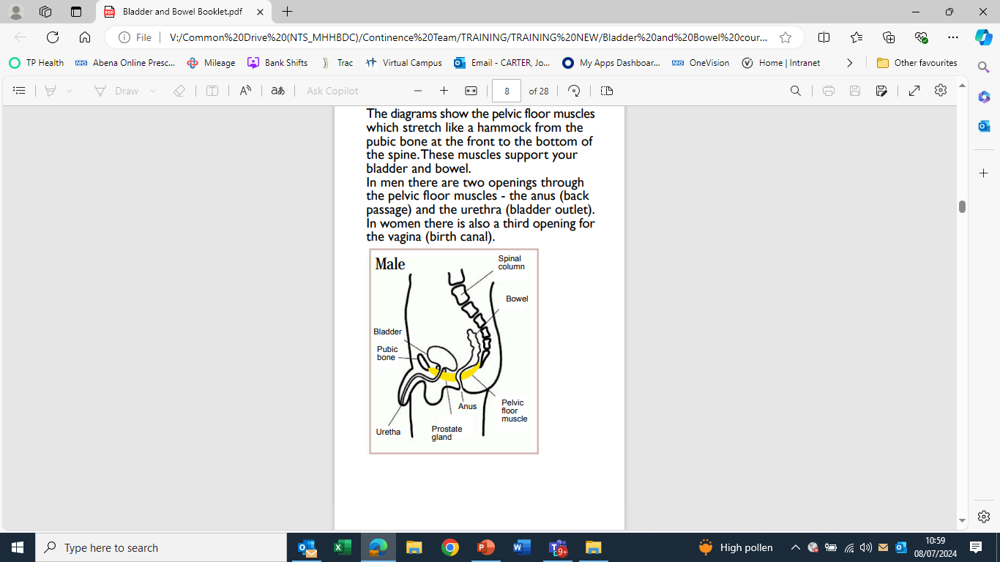 Bladder and Bowel Booklet.pdf
File
V:/Common%20Drive%20(NTS_MHHBDC)/Continence%20Team/TRAINING/TRAINING%20NEW/Bladder%20and%20Bowel%20cour...
TP Health
NHS
Abena Online Presc...
Mileage
Bank Shifts
Trac
Virtual Campus
Email - CARTER, Jo...
My Apps Dashboar...
NHS
OneVision
Home | Intranet
Other favourites
Draw
Ask Copilot
8
of 28
The diagrams show the pelvic floor muscles
which stretch like a hammock from the
pubic bone at the front to the bottom of
the spine.These muscles support your
bladder and bowel.
In men there are two openings through
the pelvic floor muscles - the anus (back
passage) and the urethra (bladder outlet).
In women there is also a third opening for
the vagina (birth canal).
Male
Spinal
column
Bowel
Bladder
Pubic
bone
Anus
Pelvic
floor
muscle
Uretha
Prostate
gland
Type here to search
9+
High pollen
10:59
08/07/2024